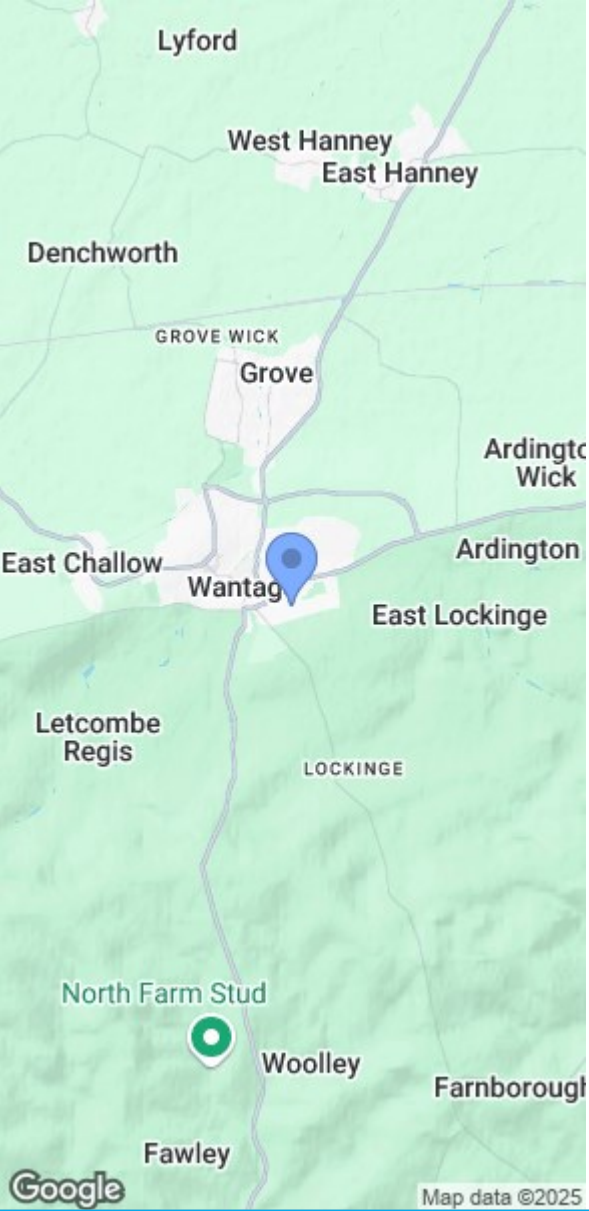 Lyford
West Hanney
East Hanney
Denchworth
GROVE WICK
Grove
Ardingto
Wick
East Challow
Ardington
Wantag
East Lockinge
Letcombe
Regis
LOCKINGE
North Farm Stud
Woolley
Farnborough
Fawley
Google
Map data ©2025